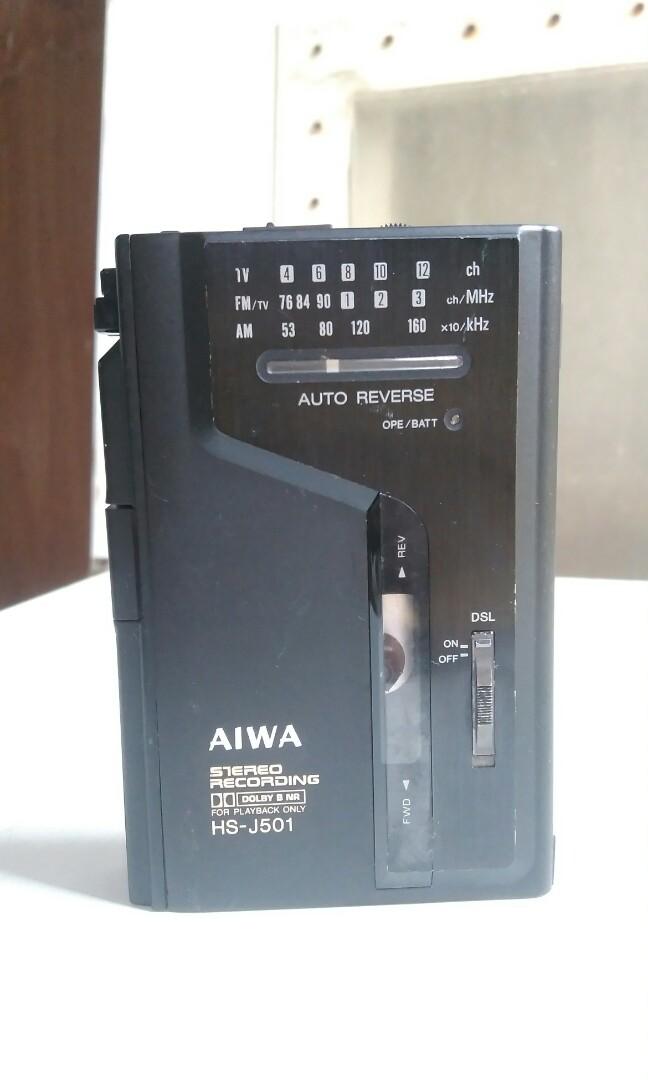 TV 4 6 8 10 12 ch
FM/TV 76 84 90 1 2 3 ch/MHz
AM 53 80 120 160 ×10/kHz
AUTO REVERSE
OPE/BATT
▲ REV
DSL
ON
OFF
AIWA
STEREO
RECORDING
DOLBY B NR
FOR PLAYBACK ONLY
HS-J501
FWD ▼